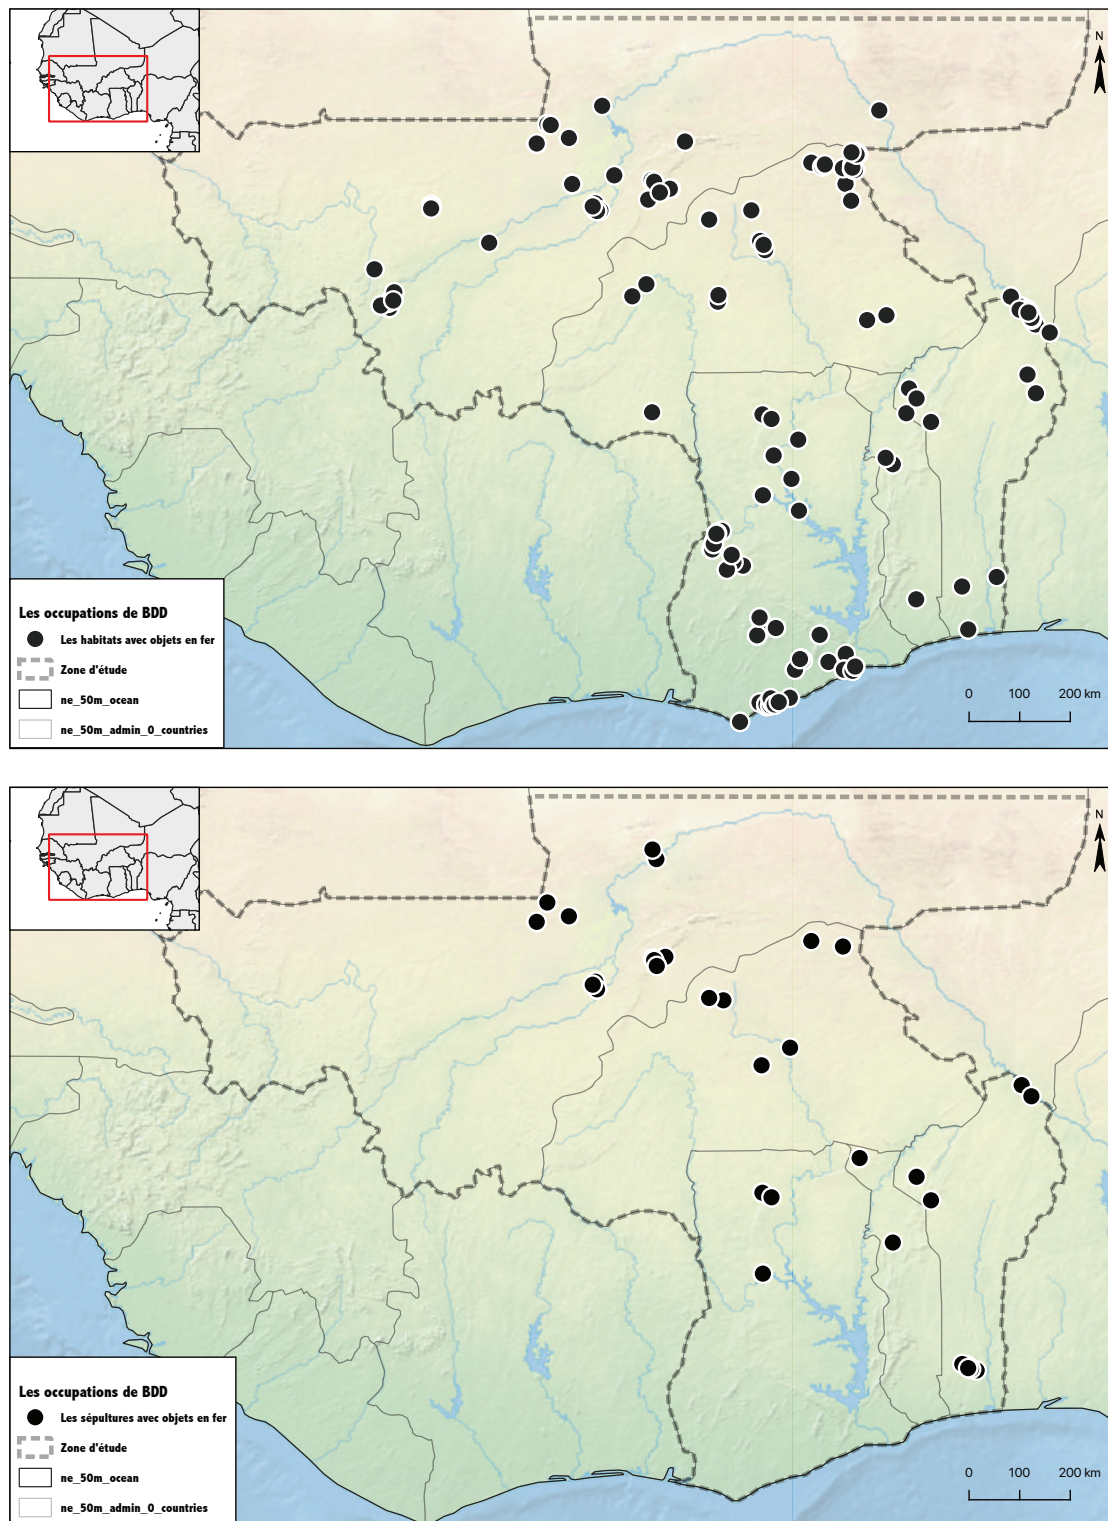 N
Les occupations de BDD
Les habitats avec objets en fer
Zone d'étude
ne_50m_ocean
ne_50m_admin_0_countries
0 100 200 km
N
Les occupations de BDD
Les sépultures avec objets en fer
Zone d'étude
ne_50m_ocean
ne_50m_admin_0_countries
0 100 200 km